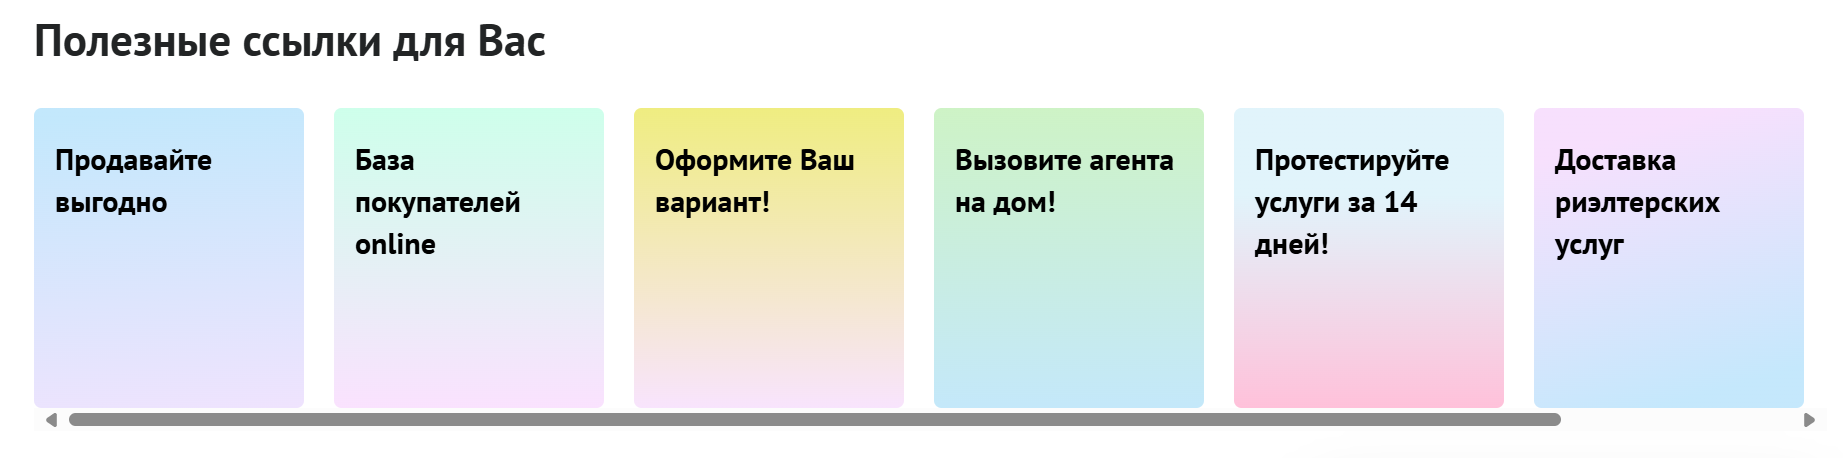 Полезные ссылки для Вас
Продавайте
выгодно
База
покупателей
online
Оформите Ваш
вариант!
Вызовите агента
на дом!
Протестируйте
услуги за 14
дней!
Доставка
риэлтерских
услуг